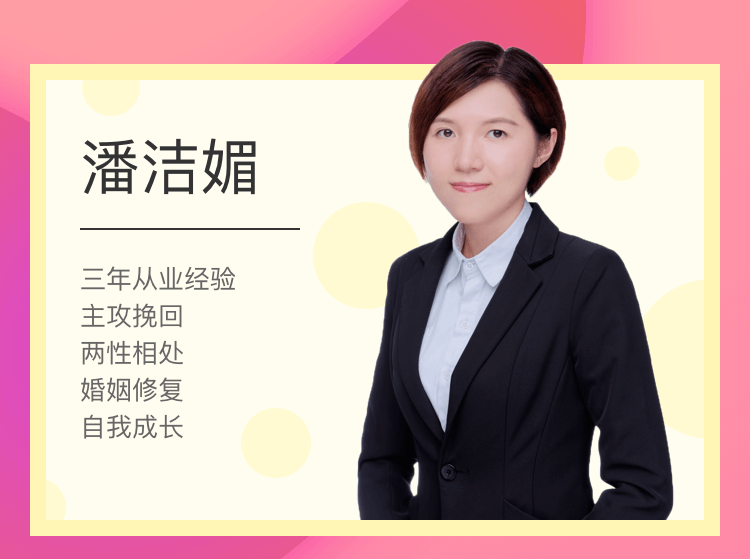 潘洁媚
三年从业经验
主攻挽回
两性相处
婚姻修复
自我成长